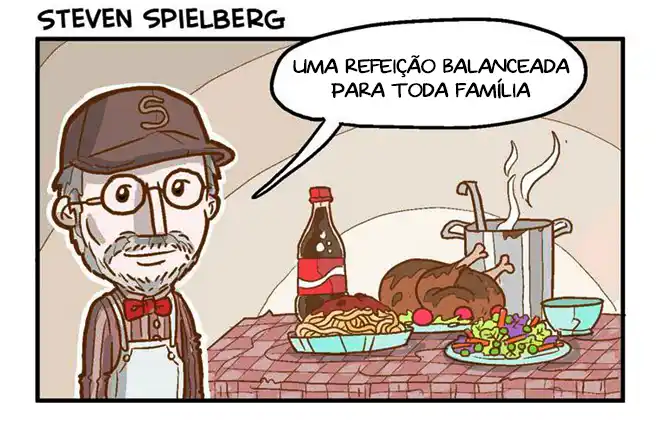 STEVEN SPIELBERG
UMA REFEIÇÃO BALANCEADA
PARA TODA FAMÍLIA
S